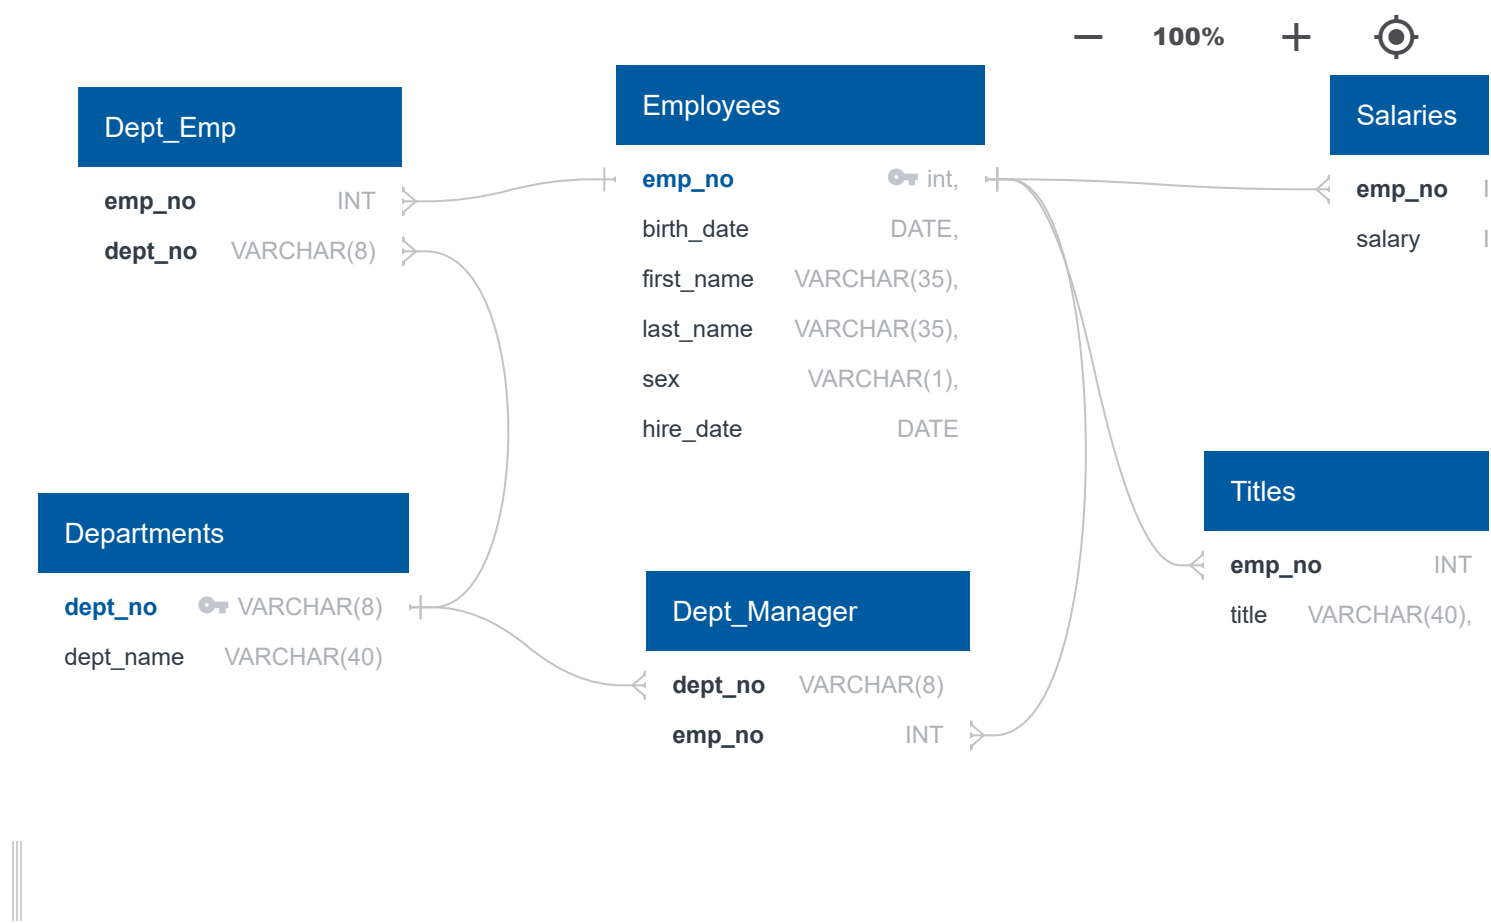 100%
Dept_Emp
emp_no INT
dept_no VARCHAR(8)
Employees
emp_no int,
birth_date DATE,
first_name VARCHAR(35),
last_name VARCHAR(35),
sex VARCHAR(1),
hire_date DATE
Salaries
emp_no
salary
Departments
dept_no VARCHAR(8)
dept_name VARCHAR(40)
Dept_Manager
dept_no VARCHAR(8)
emp_no INT
Titles
emp_no INT
title VARCHAR(40),